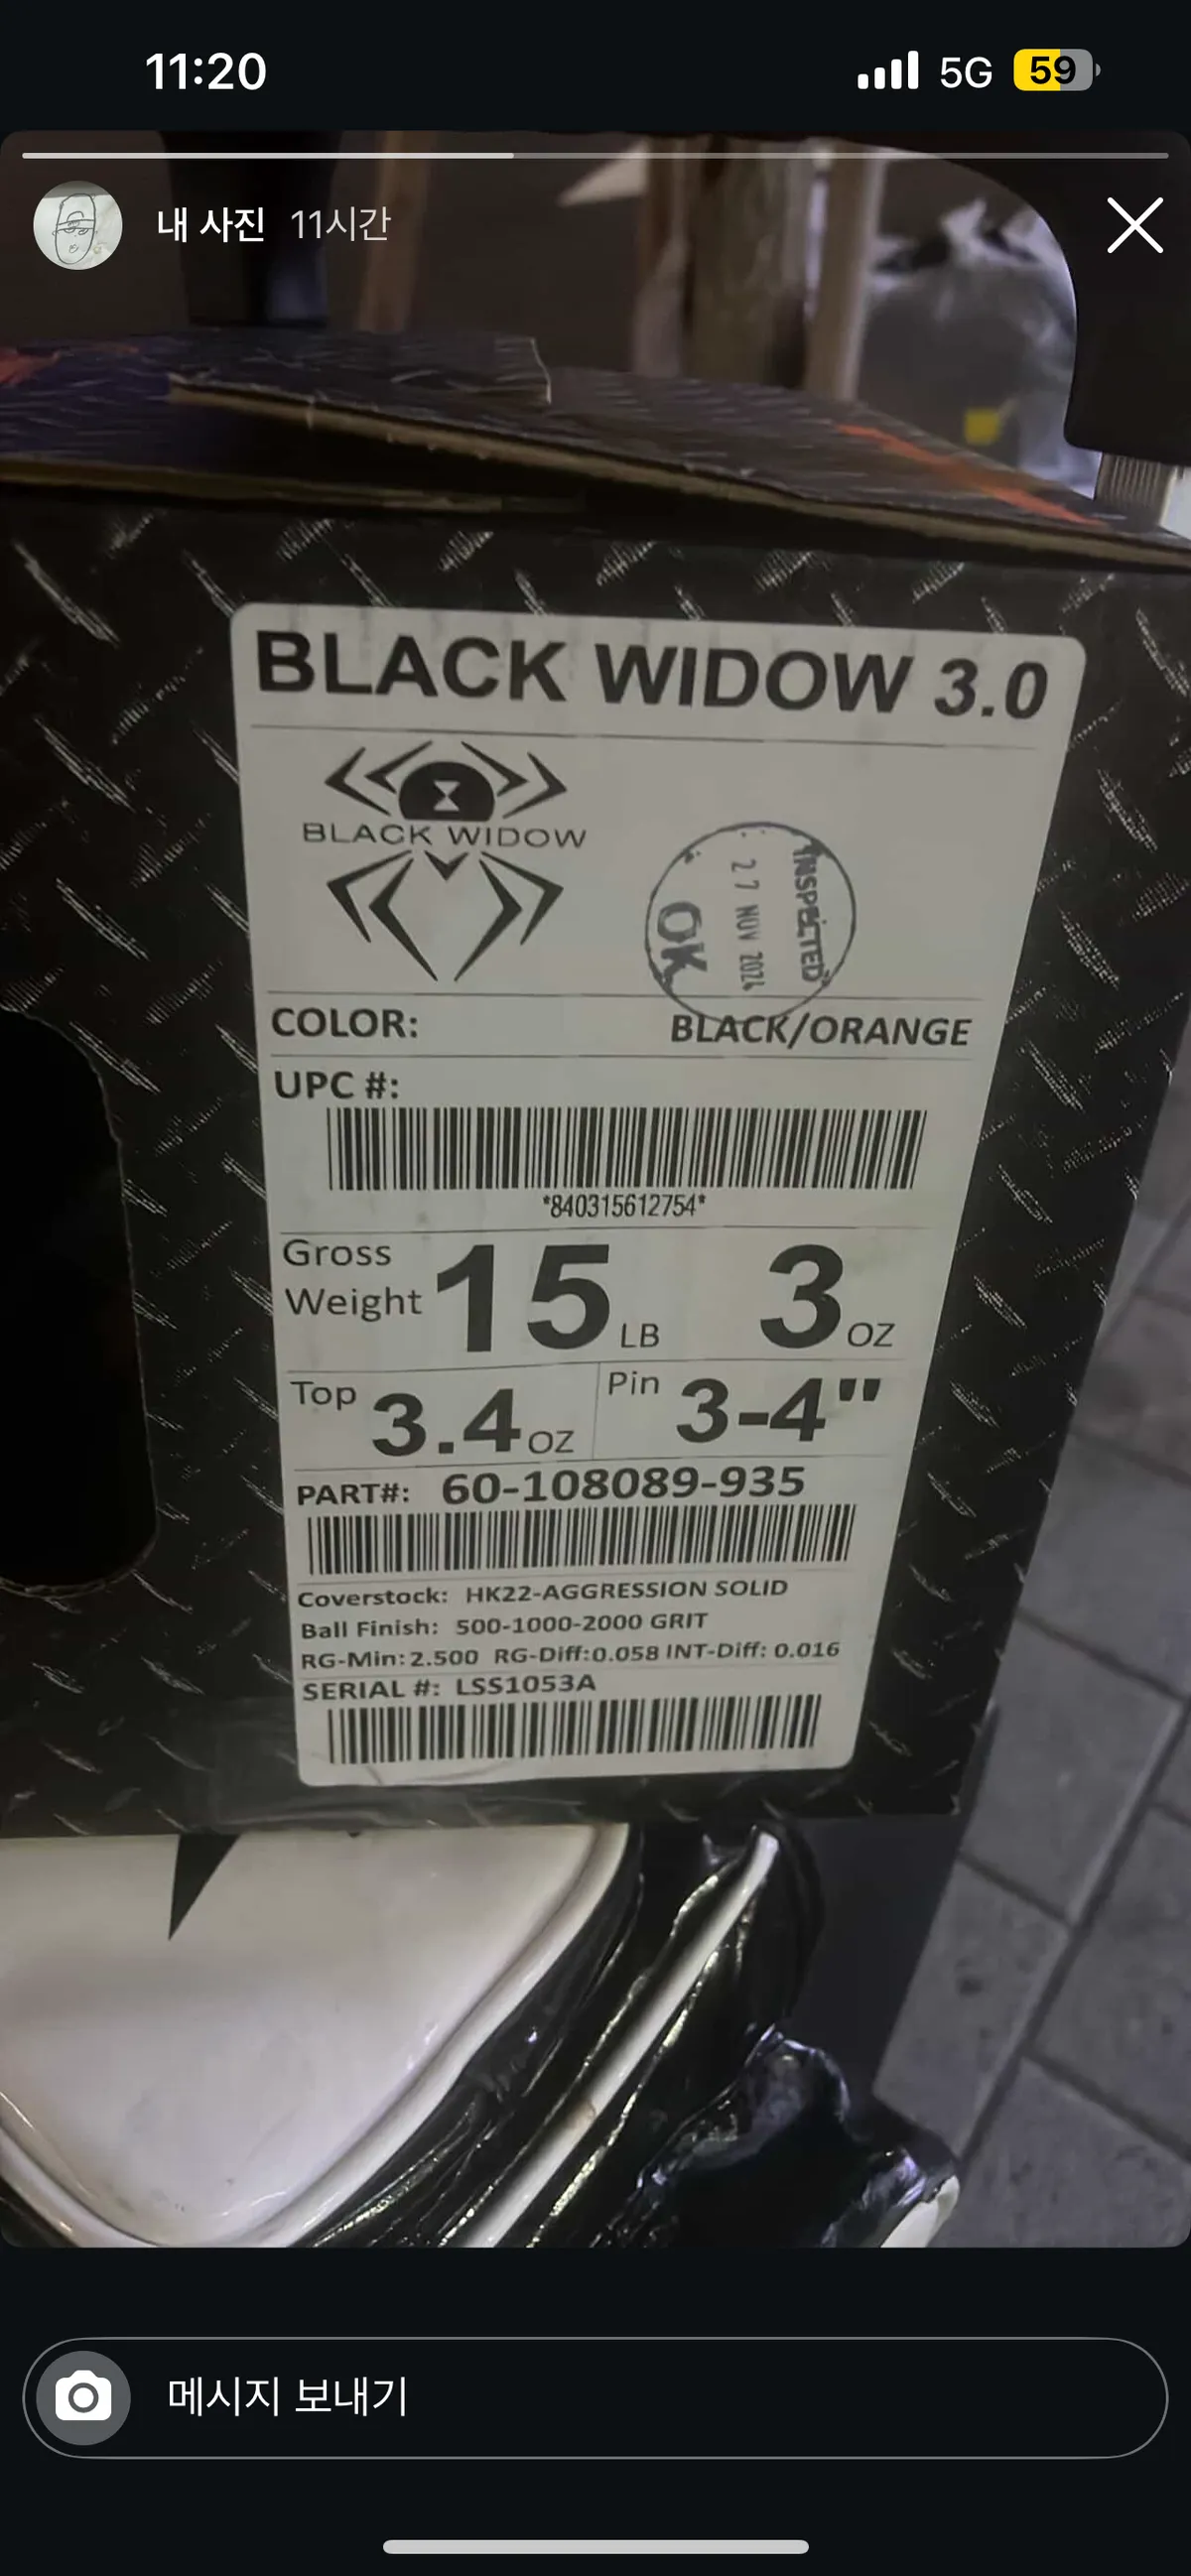 11:20
5G 59
내 사진 11시간
BLACK WIDOW 3.0
BLACK WIDOW
INSPECTED
27 NOV 2024
OK
COLOR: BLACK/ORANGE
UPC #:
*840315612754*
Gross Weight 15 LB 3 OZ
Top 3.4 OZ Pin 3-4"
PART#: 60-108089-935
Coverstock: HK22-AGGRESSION SOLID
Ball Finish: 500-1000-2000 GRIT
RG-Min: 2.500 RG-Diff:0.058 INT-Diff: 0.016
SERIAL #: LSS1053A
메시지 보내기